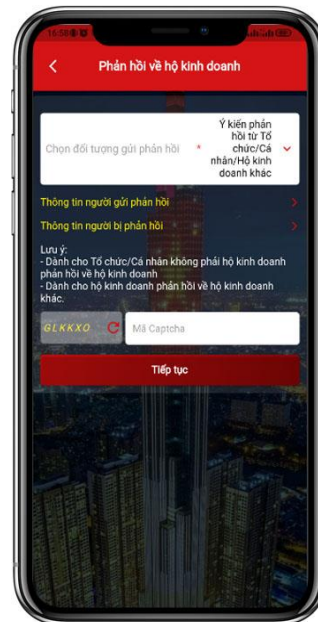 16:58
Phản hồi về hộ kinh doanh
Chọn đối tượng gửi phản hồi *
Ý kiến phản
hồi từ Tổ
chức/Cá
nhân/Hộ kinh
doanh khác
Thông tin người gửi phản hồi
Thông tin người bị phản hồi
Lưu ý:
- Dành cho Tổ chức/Cá nhân không phải hộ kinh doanh
phản hồi về hộ kinh doanh
- Dành cho hộ kinh doanh phản hồi về hộ kinh doanh
khác.
GLKKXO
Mã Captcha
Tiếp tục